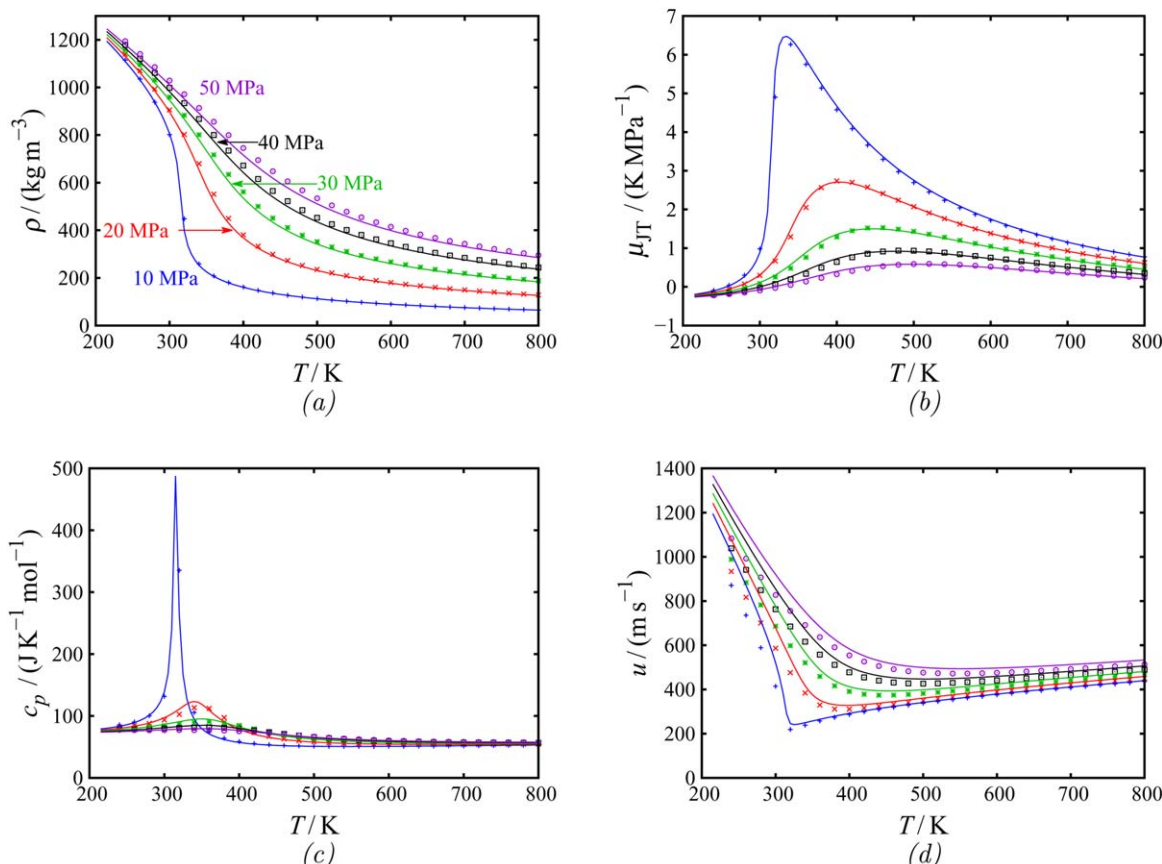 1200
1000
800
600
400
200
0
ρ / (kg m⁻³)
50 MPa
40 MPa
30 MPa
20 MPa
10 MPa
200 300 400 500 600 700 800
T / K
(a)
7
6
5
4
3
2
1
0
−1
μJT / (K MPa⁻¹)
200 300 400 500 600 700 800
T / K
(b)
500
400
300
200
100
0
cp / (J K⁻¹ mol⁻¹)
200 300 400 500 600 700 800
T / K
(c)
1400
1200
1000
800
600
400
200
0
u / (m s⁻¹)
200 300 400 500 600 700 800
T / K
(d)